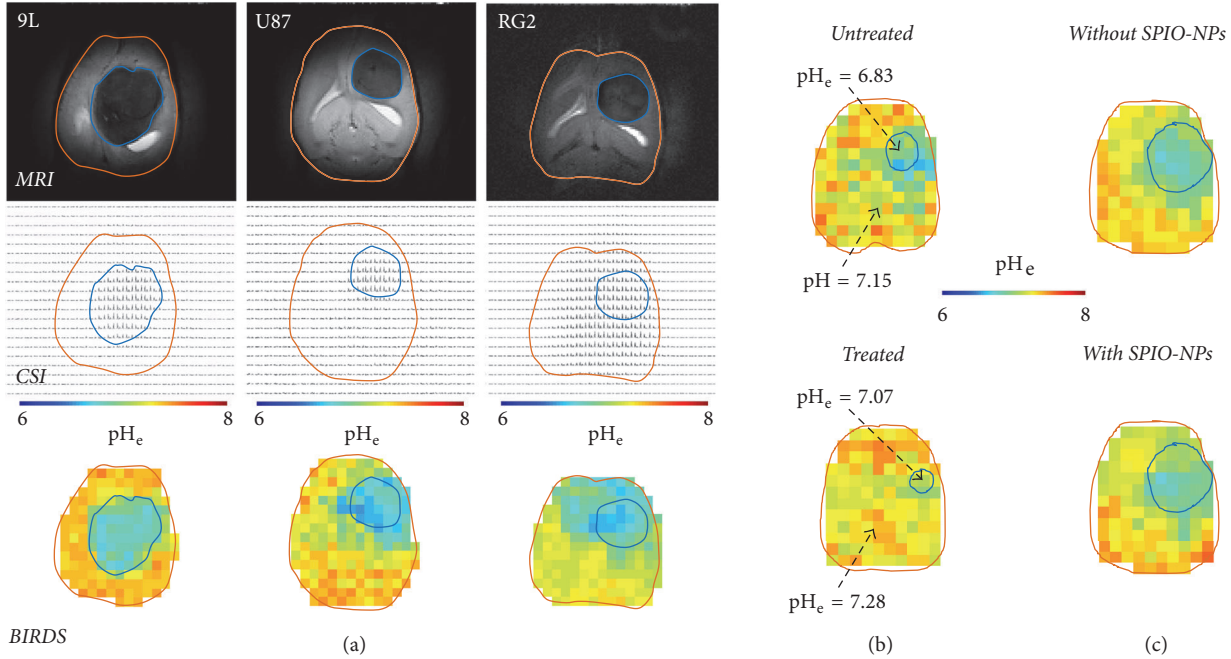 9L
U87
RG2
MRI
CSI
6
8
pHe
6
8
pHe
6
8
pHe
BIRDS
(a)
Untreated
pHe = 6.83
pH = 7.15
Treated
pHe = 7.07
pHe = 7.28
(b)
Without SPIO-NPs
pHe
6
8
With SPIO-NPs
(c)